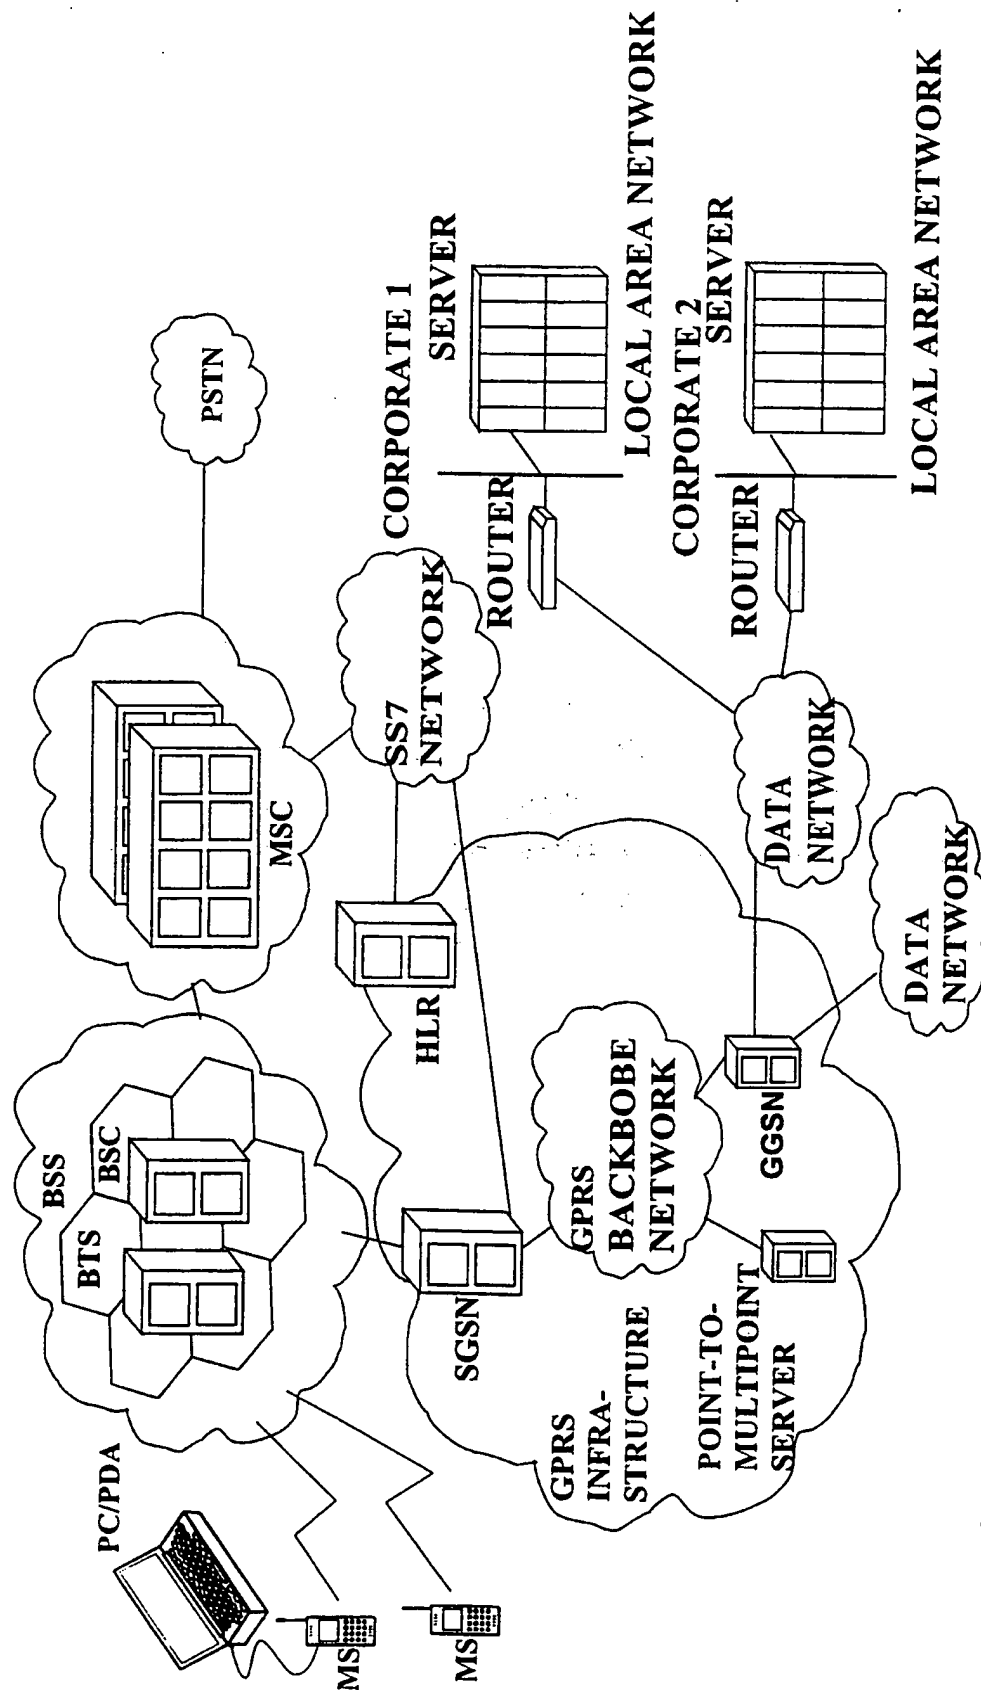 PC/PDA
MS
MS
BSS
BTS
BSC
MSC
PSTN
SS7
NETWORK
HLR
SGSN
GPRS
BACKBOBE
NETWORK
GPRS
INFRA-
STRUCTURE
POINT-TO-
MULTIPOINT
SERVER
GGSN
DATA
NETWORK
DATA
NETWORK
CORPORATE 1
SERVER
ROUTER
LOCAL AREA NETWORK
CORPORATE 2
SERVER
ROUTER
LOCAL AREA NETWORK